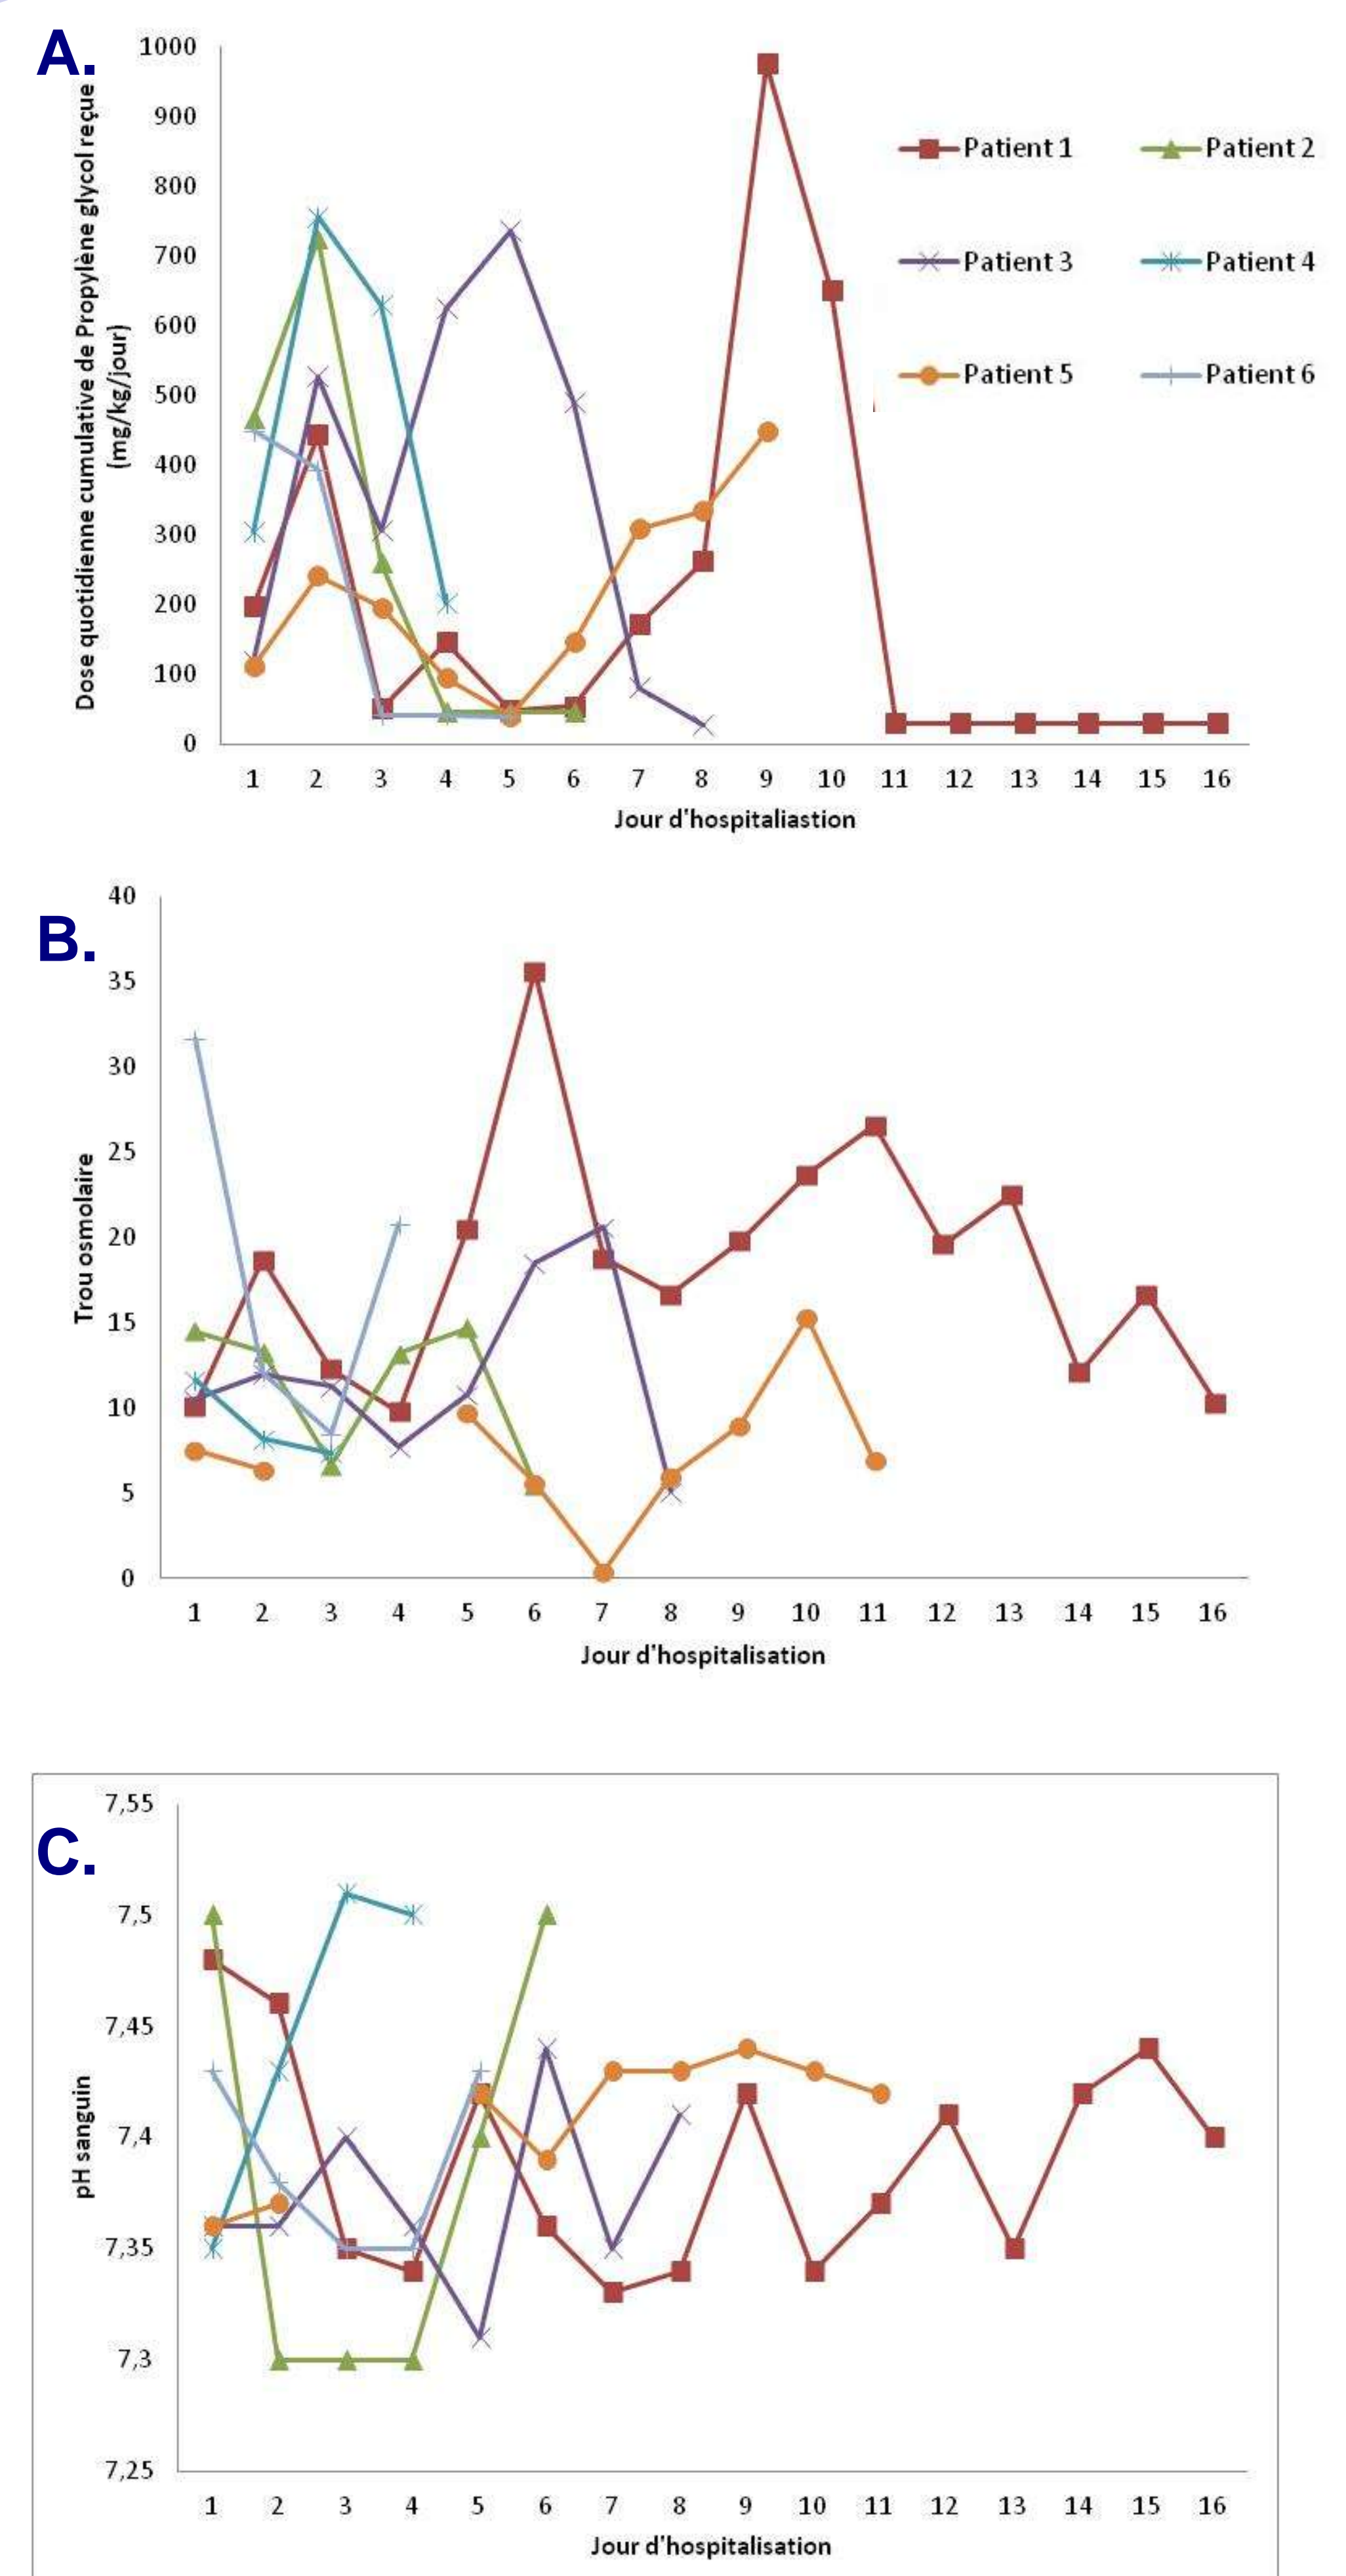 A.
Dose quotidienne cumulative de Propylène glycol reçue
(mg/kg/jour)
1000
900
800
700
600
500
400
300
200
100
0
Patient 1
Patient 2
Patient 3
Patient 4
Patient 5
Patient 6
1 2 3 4 5 6 7 8 9 10 11 12 13 14 15 16
Jour d'hospitaliastion
B.
Trou osmolaire
40
35
30
25
20
15
10
5
0
1 2 3 4 5 6 7 8 9 10 11 12 13 14 15 16
Jour d'hospitalisation
C.
pH sanguin
7,55
7,5
7,45
7,4
7,35
7,3
7,25
1 2 3 4 5 6 7 8 9 10 11 12 13 14 15 16
Jour d'hospitalisation